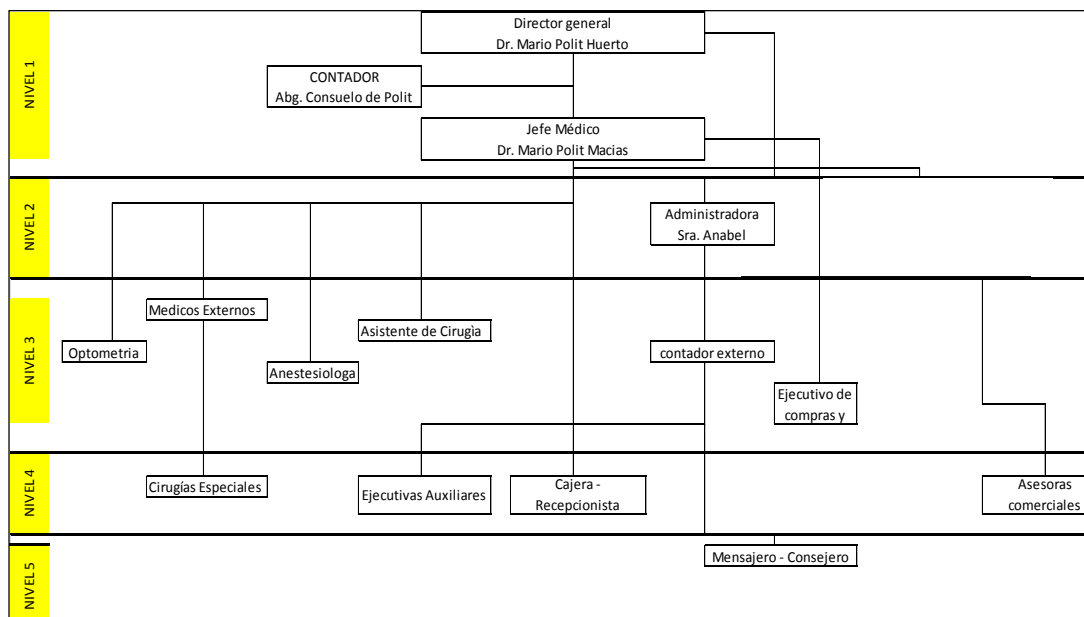 NIVEL 1
Director general
Dr. Mario Polit Huerto
CONTADOR
Abg. Consuelo de Polit
Jefe Médico
Dr. Mario Polit Macias
NIVEL 2
Administradora
Sra. Anabel
NIVEL 3
Medicos Externos
Asistente de Cirugìa
Optometria
contador externo
Anestesiologa
Ejecutivo de
compras y
NIVEL 4
Cirugías Especiales
Ejecutivas Auxiliares
Cajera -
Recepcionista
Asesoras
comerciales
NIVEL 5
Mensajero - Consejero